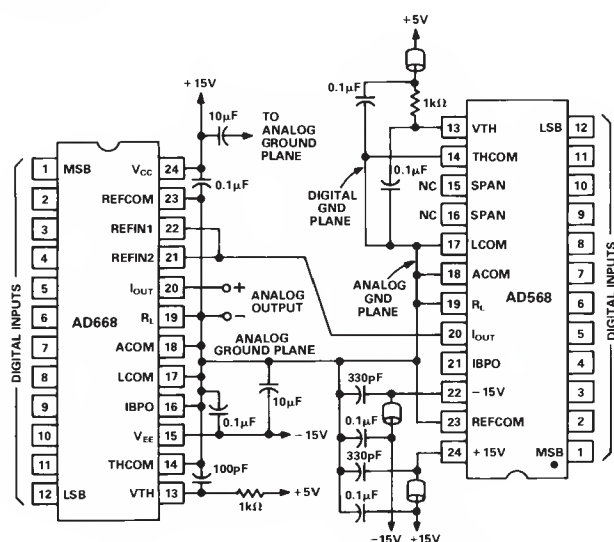 +5V
0.1μF
1kΩ
+15V
10μF
TO
ANALOG
GROUND
PLANE
0.1μF
0.1μF
DIGITAL
GND
PLANE
ANALOG
GND
PLANE
DIGITAL INPUTS
AD668
1 MSB
2
3
4
5
6
7
8
9
10
11
12 LSB
VCC 24
REFCOM 23
REFIN1 22
REFIN2 21
IOUT 20
RL 19
ACOM 18
LCOM 17
IBPO 16
VEE 15
THCOM 14
VTH 13
+
ANALOG
OUTPUT
−
ANALOG
GROUND PLANE
10μF
0.1μF
−15V
100pF
1kΩ
+5V
330pF
0.1μF
330pF
0.1μF
−15V +15V
AD568
13 VTH
14 THCOM
NC 15 SPAN
NC 16 SPAN
17 LCOM
18 ACOM
19 RL
20 IOUT
21 IBPO
22 −15V
23 REFCOM
24 +15V
LSB 12
11
10
9
8
7
6
5
4
3
2
MSB 1
DIGITAL INPUTS